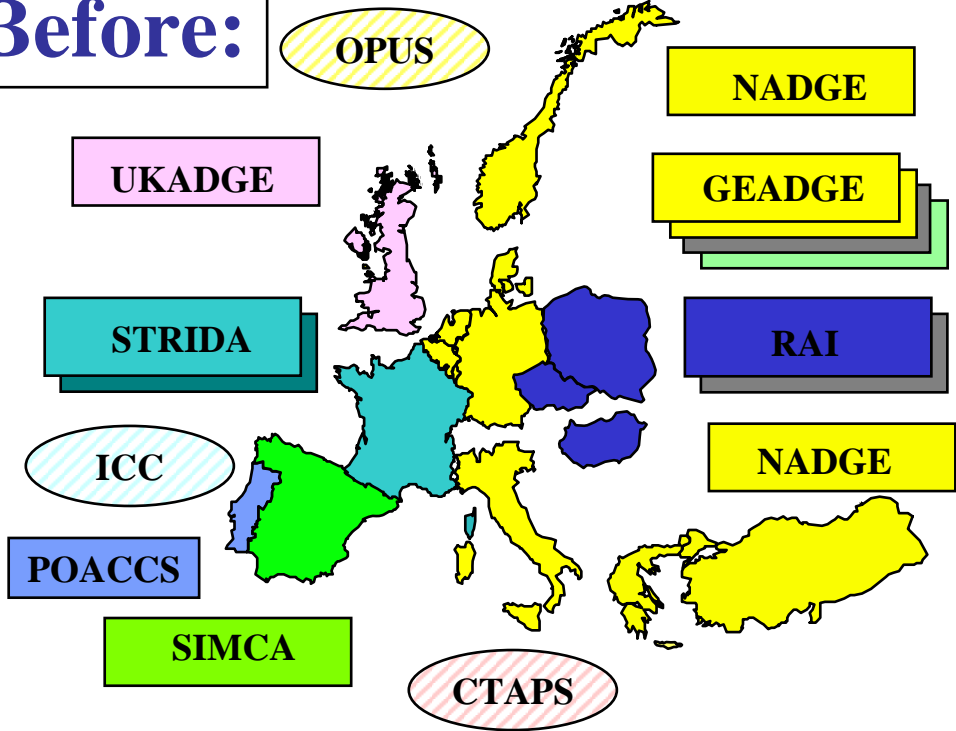 Before:
OPUS
NADGE
UKADGE
GEADGE
STRIDA
RAI
ICC
NADGE
POACCS
SIMCA
CTAPS